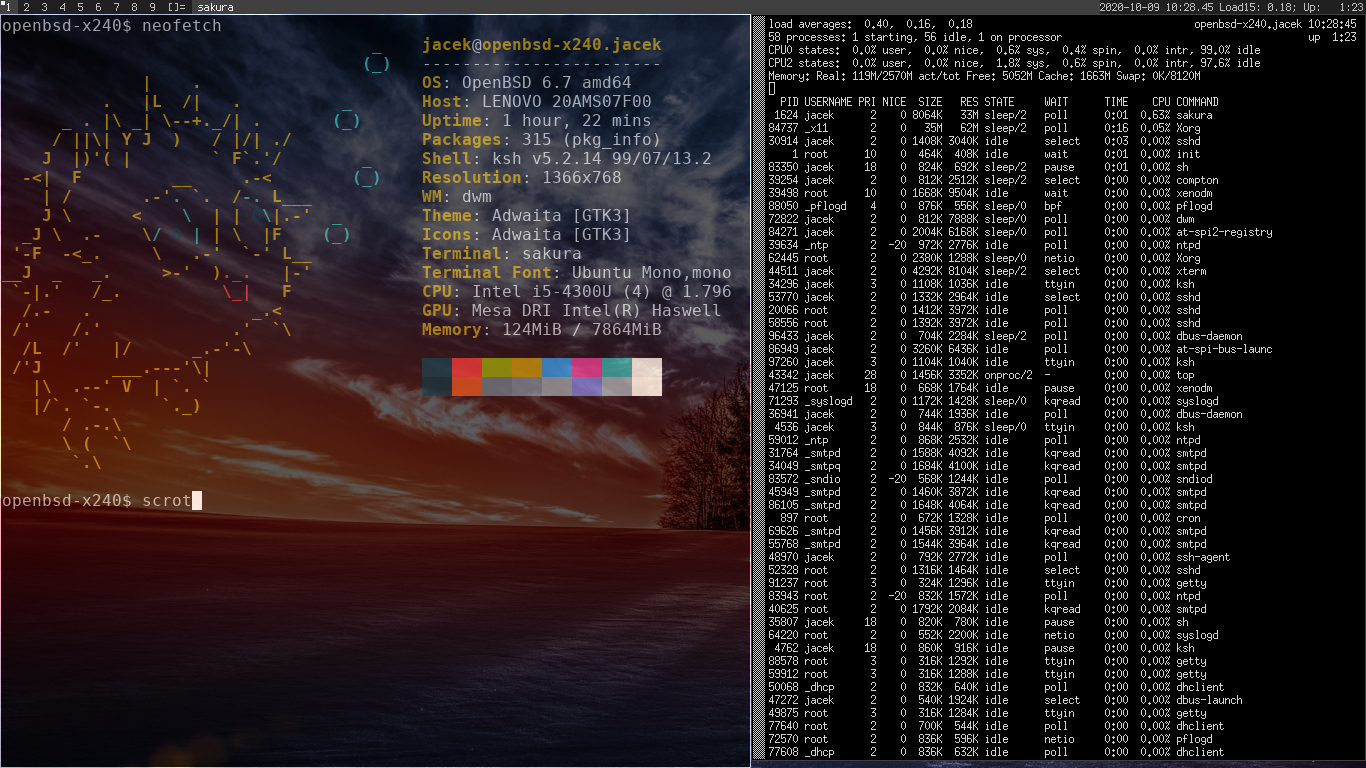 1 2 3 4 5 6 7 8 9 []= sakura 2020-10-09 10:28.45 Load15: 0.18; Up: 1:23
openbsd-x240$ neofetch
jacek@openbsd-x240.jacek
-------------------------
OS: OpenBSD 6.7 amd64
Host: LENOVO 20AMS07F00
Uptime: 1 hour, 22 mins
Packages: 315 (pkg_info)
Shell: ksh v5.2.14 99/07/13.2
Resolution: 1366x768
WM: dwm
Theme: Adwaita [GTK3]
Icons: Adwaita [GTK3]
Terminal: sakura
Terminal Font: Ubuntu Mono,mono
CPU: Intel i5-4300U (4) @ 1.796
GPU: Mesa DRI Intel(R) Haswell
Memory: 124MiB / 7864MiB
openbsd-x240$ scrot
load averages: 0.40, 0.16, 0.18 openbsd-x240.jacek 10:28:45
58 processes: 1 starting, 56 idle, 1 on processor up 1:23
CPU0 states: 0.0% user, 0.0% nice, 0.6% sys, 0.4% spin, 0.0% intr, 99.0% idle
CPU2 states: 0.0% user, 0.0% nice, 1.8% sys, 0.6% spin, 0.0% intr, 97.6% idle
Memory: Real: 119M/2570M act/tot Free: 5052M Cache: 1663M Swap: 0K/8120M
PID USERNAME PRI NICE SIZE RES STATE WAIT TIME CPU COMMAND
1624 jacek 2 0 8064K 33M sleep/2 poll 0:01 0.63% sakura
84737 _x11 2 0 35M 62M sleep/2 poll 0:16 0.05% Xorg
30914 jacek 2 0 1408K 3040K idle select 0:03 0.00% sshd
1 root 10 0 464K 408K idle wait 0:01 0.00% init
83350 jacek 18 0 824K 692K sleep/2 pause 0:01 0.00% sh
39254 jacek 2 0 812K 2512K sleep/2 select 0:00 0.00% compton
39498 root 10 0 1668K 9504K idle wait 0:00 0.00% xenodm
88050 _pflogd 4 0 876K 556K sleep/0 bpf 0:00 0.00% pflogd
72822 jacek 2 0 812K 7888K sleep/0 poll 0:00 0.00% dwm
84271 jacek 2 0 2004K 6168K sleep/0 poll 0:00 0.00% at-spi2-registry
39634 _ntp 2 -20 972K 2776K idle poll 0:00 0.00% ntpd
62445 root 2 0 2380K 1288K sleep/0 netio 0:00 0.00% Xorg
44511 jacek 2 0 4292K 8104K sleep/2 select 0:00 0.00% xterm
34296 jacek 3 0 1108K 1036K idle ttyin 0:00 0.00% ksh
53770 jacek 2 0 1332K 2964K idle select 0:00 0.00% sshd
20066 root 2 0 1412K 3972K idle poll 0:00 0.00% sshd
58556 root 2 0 1392K 3972K idle poll 0:00 0.00% sshd
96433 jacek 2 0 704K 2284K sleep/2 poll 0:00 0.00% dbus-daemon
86949 jacek 2 0 3260K 6436K idle poll 0:00 0.00% at-spi-bus-launc
97260 jacek 3 0 1104K 1040K idle ttyin 0:00 0.00% ksh
43342 jacek 28 0 1456K 3352K onproc/2 - 0:00 0.00% top
47125 root 18 0 668K 1764K idle pause 0:00 0.00% xenodm
71293 _syslogd 2 0 1172K 1428K sleep/0 kqread 0:00 0.00% syslogd
36941 jacek 2 0 744K 1936K idle poll 0:00 0.00% dbus-daemon
4536 jacek 3 0 844K 876K sleep/0 ttyin 0:00 0.00% ksh
59012 _ntp 2 0 868K 2532K idle poll 0:00 0.00% ntpd
31764 _smtpd 2 0 1588K 4092K idle kqread 0:00 0.00% smtpd
34049 _smtpq 2 0 1684K 4100K idle kqread 0:00 0.00% smtpd
83572 _sndio 2 -20 568K 1244K idle poll 0:00 0.00% sndiod
45949 _smtpd 2 0 1460K 3872K idle kqread 0:00 0.00% smtpd
86105 _smtpd 2 0 1648K 4064K idle kqread 0:00 0.00% smtpd
897 root 2 0 672K 1328K idle poll 0:00 0.00% cron
69626 _smtpd 2 0 1456K 3912K idle kqread 0:00 0.00% smtpd
55768 _smtpd 2 0 1544K 3964K idle kqread 0:00 0.00% smtpd
48970 jacek 2 0 792K 2772K idle poll 0:00 0.00% ssh-agent
52328 root 2 0 1316K 1464K idle select 0:00 0.00% sshd
91237 root 3 0 324K 1296K idle ttyin 0:00 0.00% getty
83943 root 2 -20 832K 1572K idle poll 0:00 0.00% ntpd
40625 root 2 0 1792K 2084K idle kqread 0:00 0.00% smtpd
35807 jacek 18 0 820K 780K idle pause 0:00 0.00% sh
64220 root 2 0 552K 2200K idle netio 0:00 0.00% syslogd
4762 jacek 18 0 860K 916K idle pause 0:00 0.00% ksh
88578 root 3 0 316K 1292K idle ttyin 0:00 0.00% getty
59912 root 3 0 316K 1288K idle ttyin 0:00 0.00% getty
50068 _dhcp 2 0 832K 640K idle poll 0:00 0.00% dhclient
47272 jacek 2 0 540K 1924K idle select 0:00 0.00% dbus-launch
49875 root 3 0 316K 1284K idle ttyin 0:00 0.00% getty
77640 root 2 0 700K 544K idle poll 0:00 0.00% dhclient
72570 root 2 0 836K 596K idle netio 0:00 0.00% pflogd
77608 _dhcp 2 0 836K 632K idle poll 0:00 0.00% dhclient